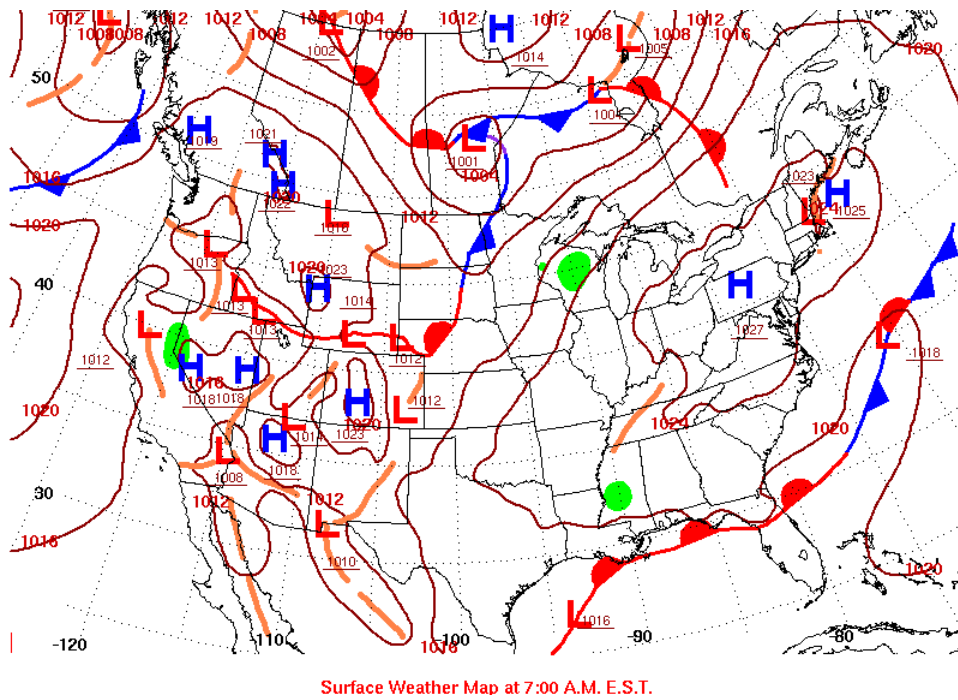 1012 1012 L 1004 L 1004 H 1012 L 1012
1008 1008 1008 1008 1008 1005 1016
1002 1014 1020
50 L
H 1019 1021 H L 1001 1004 1004
1016 H 1020 1022 1023 H
1020 L 1016 1012 L 1024 1025
L 1013 1020 1023 H H
40 L 1013 1014 1027
L L 1013 L L 1012 L 1018
1012 H 1016 H
1018 1018 H L 1012
1020 L 1014 1020 1023 1024 1020
L H 1018
1008
30 1012 1012
L
1016 1010 1020
L 1016
-120 -110 -100 -90 80
1016
Surface Weather Map at 7:00 A.M. E.S.T.